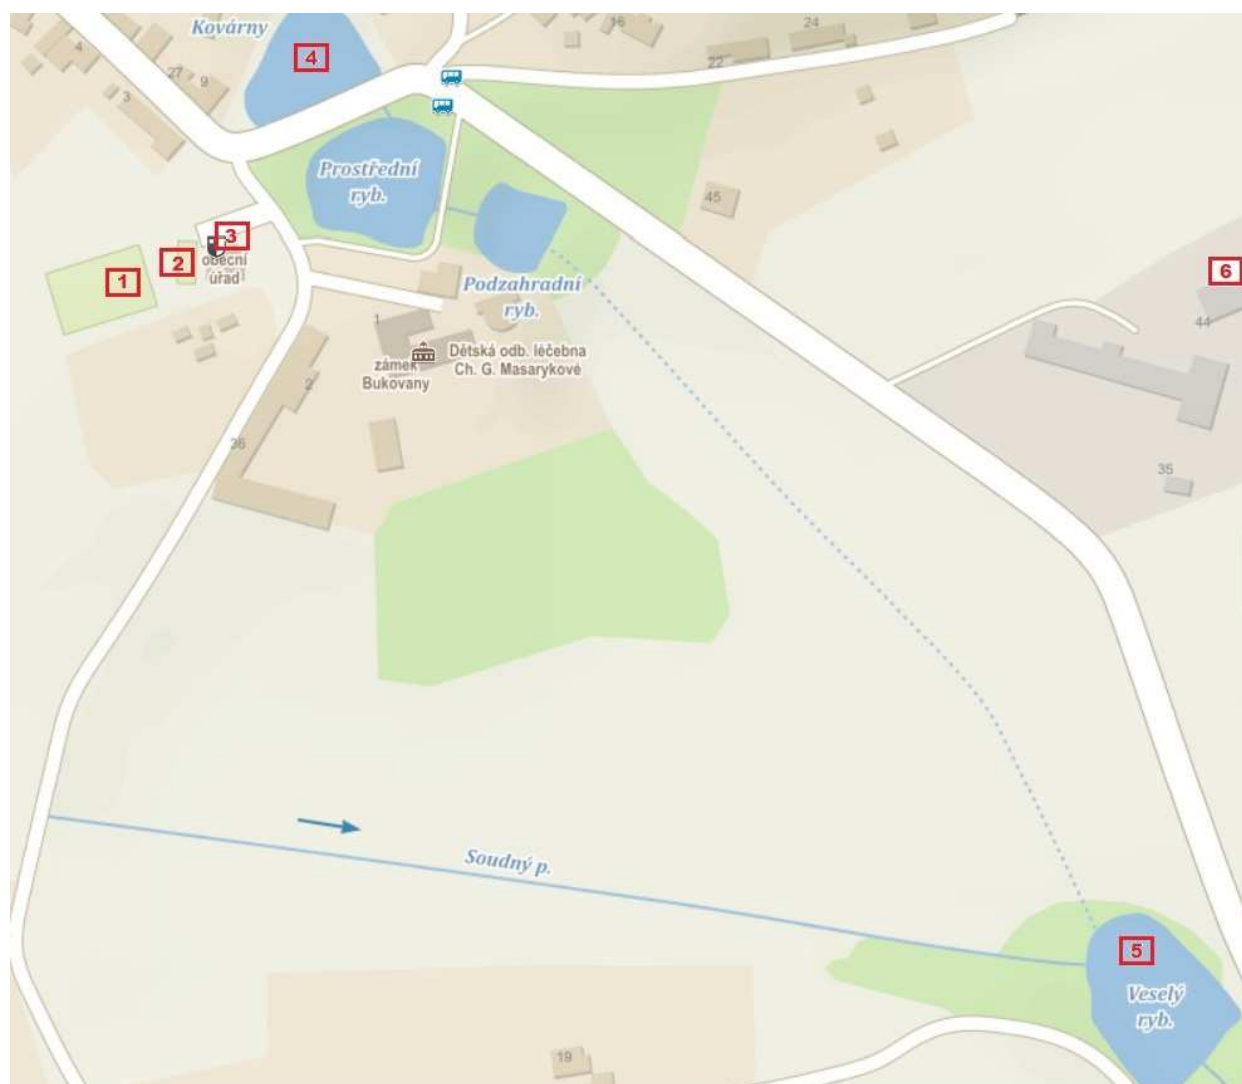 Kovárny
4
16
24
4
27
9
22
3
Prostřední
ryb.
45
3
2
1
obecní
úřad
6
Podzahradní
ryb.
44
1
zámek
Bukovany
Dětská odb. léčebna
Ch. G. Masarykové
2
36
35
Soudný p.
5
Veselý
ryb.
19